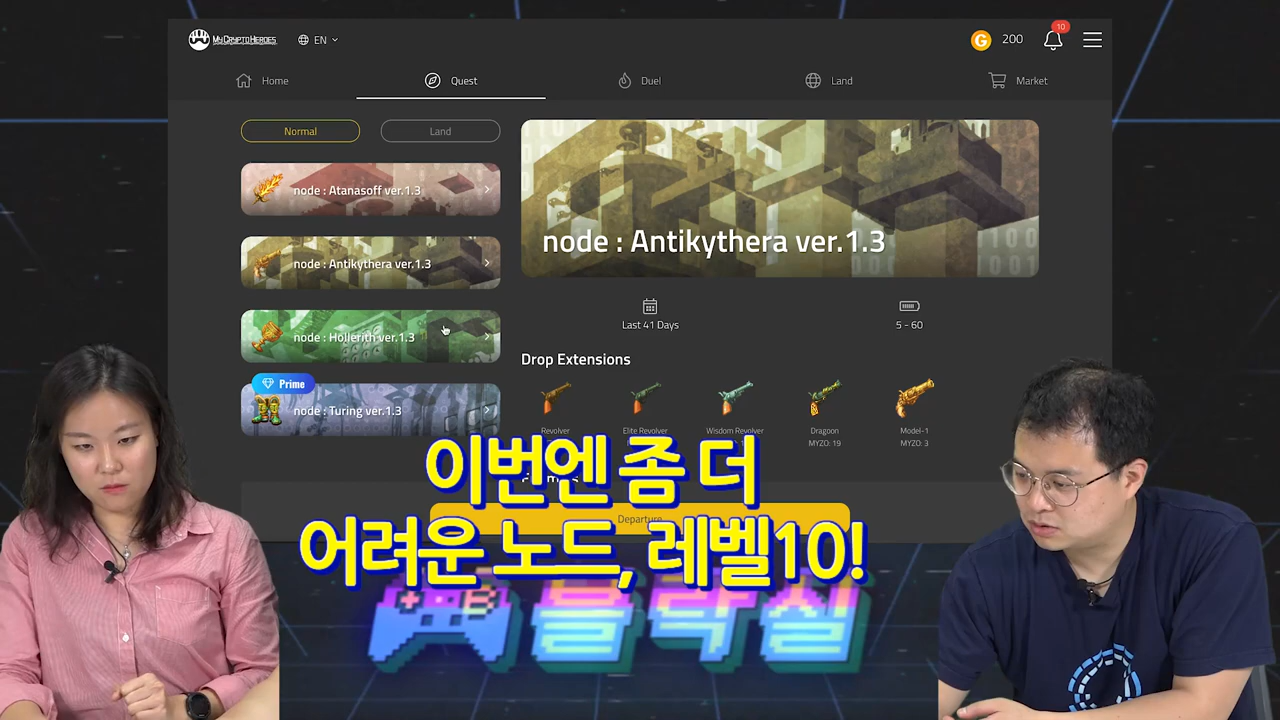 MYCRYPTOHEROES
EN
200
10
Home
Quest
Duel
Land
Market
Normal
Land
node : Atanasoff ver.1.3
node : Antikythera ver.1.3
node : Hollerith ver.1.3
Prime
node : Turing ver.1.3
node : Antikythera ver.1.3
Last 41 Days
5 - 60
Drop Extensions
Revolver
Elite Revolver
Wisdom Revolver
Dragoon
MYZO: 19
Model-1
MYZO: 3
Departure
이번엔 좀 더
어려운 노드, 레벨10!
블락실